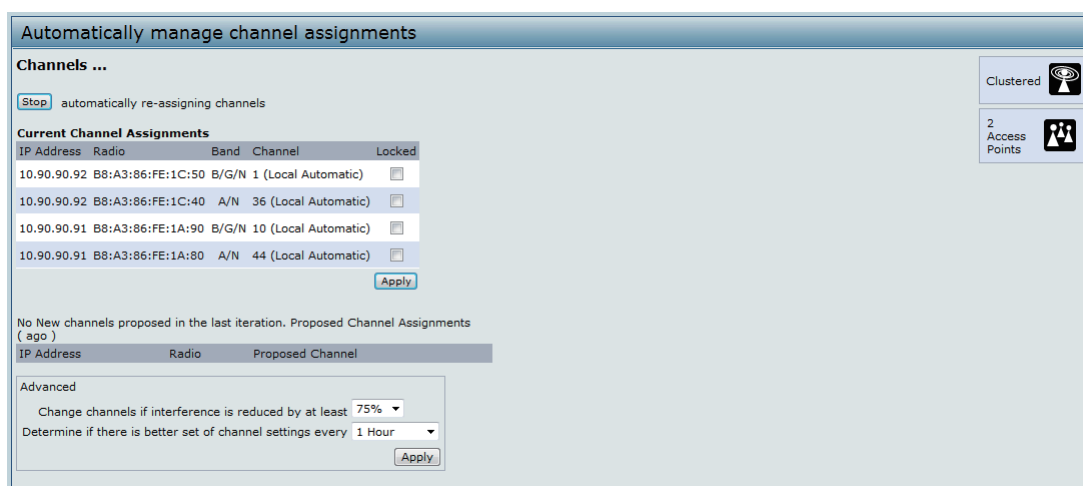 Automatically manage channel assignments
Channels ...
Stop automatically re-assigning channels
Current Channel Assignments
IP Address Radio Band Channel Locked
10.90.90.92 B8:A3:86:FE:1C:50 B/G/N 1 (Local Automatic)
10.90.90.92 B8:A3:86:FE:1C:40 A/N 36 (Local Automatic)
10.90.90.91 B8:A3:86:FE:1A:90 B/G/N 10 (Local Automatic)
10.90.90.91 B8:A3:86:FE:1A:80 A/N 44 (Local Automatic)
Apply
No New channels proposed in the last iteration. Proposed Channel Assignments
( ago )
IP Address Radio Proposed Channel
Advanced
Change channels if interference is reduced by at least 75%
Determine if there is better set of channel settings every 1 Hour
Apply
Clustered
2
Access
Points